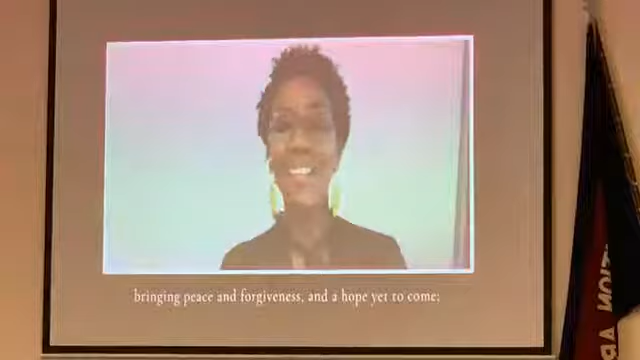 bringing peace and forgiveness, and a hope yet to come;